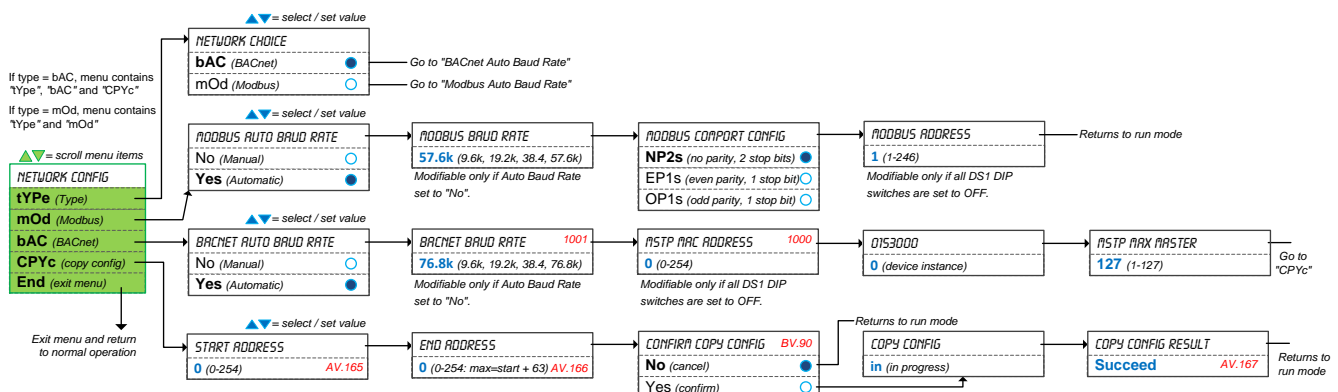 ▲▼= select / set value
NETWORK CHOICE
bAC (BACnet)
Go to "BACnet Auto Baud Rate"
mOd (Modbus)
Go to "Modbus Auto Baud Rate"
If type = bAC, menu contains
"tYpe", "bAC" and "CPYc"
If type = mOd, menu contains
"tYpe" and "mOd"
▲▼= scroll menu items
NETWORK CONFIG
tYPe (Type)
mOd (Modbus)
bAC (BACnet)
CPYc (copy config)
End (exit menu)
Exit menu and return
to normal operation
▲▼= select / set value
MODBUS AUTO BAUD RATE
No (Manual)
Yes (Automatic)
MODBUS BAUD RATE
57.6k (9.6k, 19.2k, 38.4, 57.6k)
Modifiable only if Auto Baud Rate
set to "No".
MODBUS COMPORT CONFIG
NP2s (no parity, 2 stop bits)
EP1s (even parity, 1 stop bit)
OP1s (odd parity, 1 stop bit)
MODBUS ADDRESS
1 (1-246)
Modifiable only if all DS1 DIP
switches are set to OFF.
Returns to run mode
▲▼= select / set value
BACNET AUTO BAUD RATE
No (Manual)
Yes (Automatic)
BACNET BAUD RATE 1001
76.8k (9.6k, 19.2k, 38.4, 76.8k)
Modifiable only if Auto Baud Rate
set to "No".
MSTP MAC ADDRESS 1000
0 (0-254)
Modifiable only if all DS1 DIP
switches are set to OFF.
0153000
0 (device instance)
MSTP MAX MASTER
127 (1-127)
Go to
"CPYc"
▲▼= select / set value
START ADDRESS
0 (0-254) AV.165
END ADDRESS
0 (0-254: max=start + 63) AV.166
CONFIRM COPY CONFIG BV.90
No (cancel)
Yes (confirm)
Returns to run mode
COPY CONFIG
in (in progress)
COPY CONFIG RESULT
Succeed AV.167
Returns to
run mode